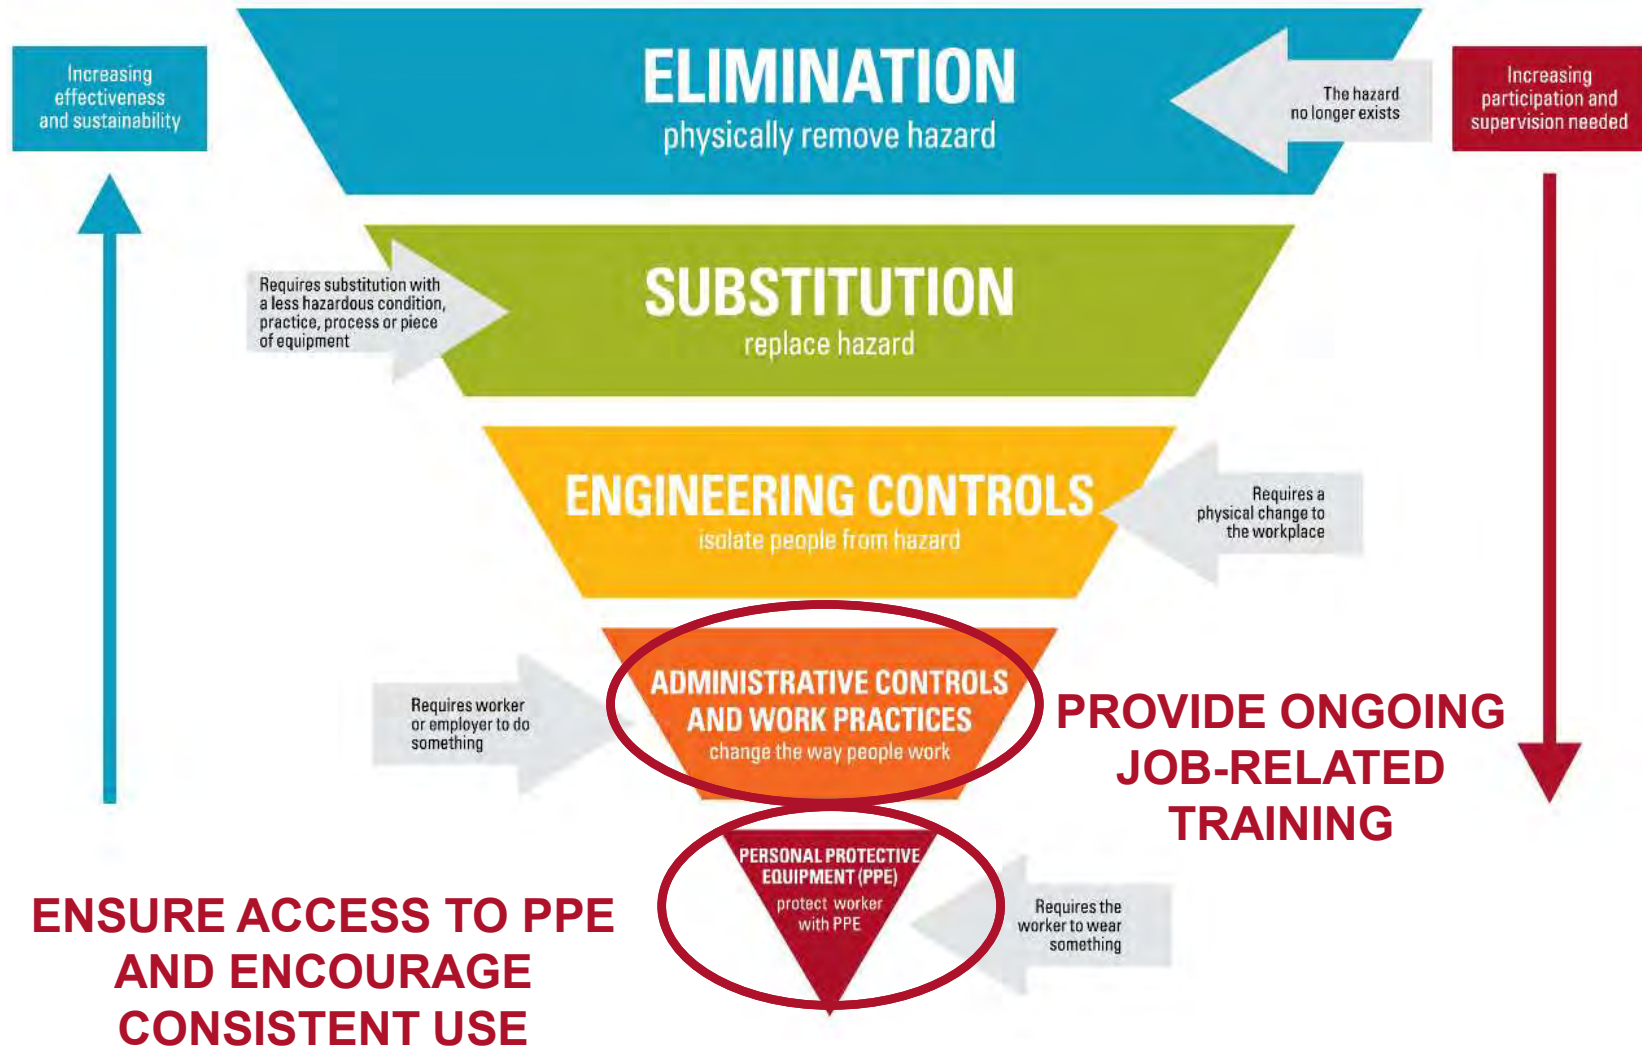 Increasing
effectiveness
and sustainability
ELIMINATION
physically remove hazard
The hazard
no longer exists
Increasing
participation and
supervision needed
Requires substitution with
a less hazardous condition,
practice, process or piece
of equipment
SUBSTITUTION
replace hazard
ENGINEERING CONTROLS
isolate people from hazard
Requires a
physical change to
the workplace
Requires worker
or employer to do
something
ADMINISTRATIVE CONTROLS
AND WORK PRACTICES
change the way people work
PROVIDE ONGOING
JOB-RELATED
TRAINING
PERSONAL PROTECTIVE
EQUIPMENT (PPE)
protect worker
with PPE
Requires the
worker to wear
something
ENSURE ACCESS TO PPE
AND ENCOURAGE
CONSISTENT USE